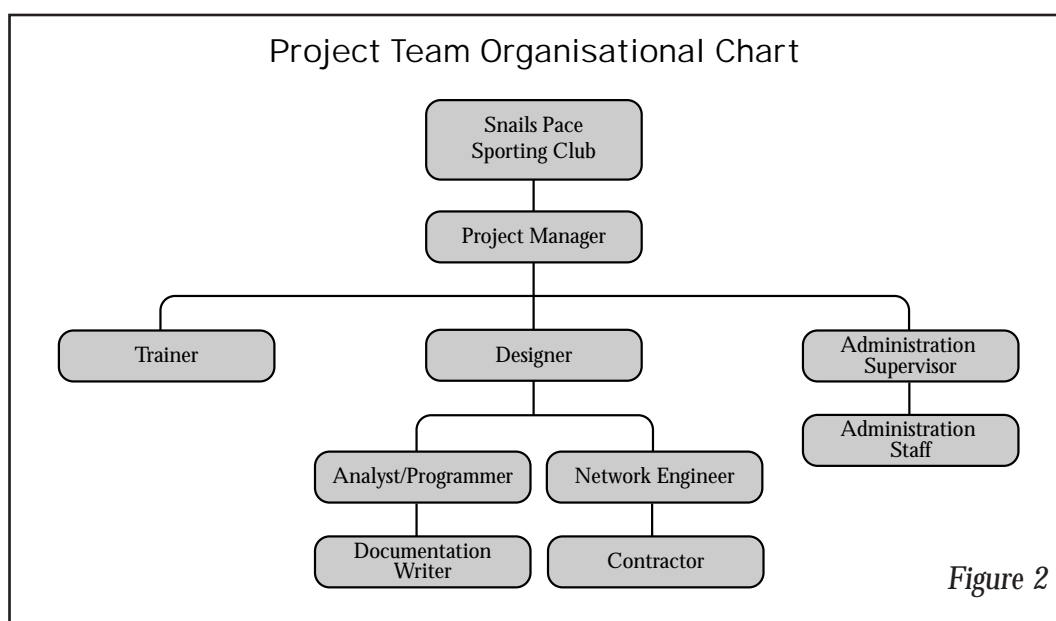 Project Team Organisational Chart
Snails Pace
Sporting Club
Project Manager
Trainer
Designer
Administration
Supervisor
Administration
Staff
Analyst/Programmer
Network Engineer
Documentation
Writer
Contractor
Figure 2